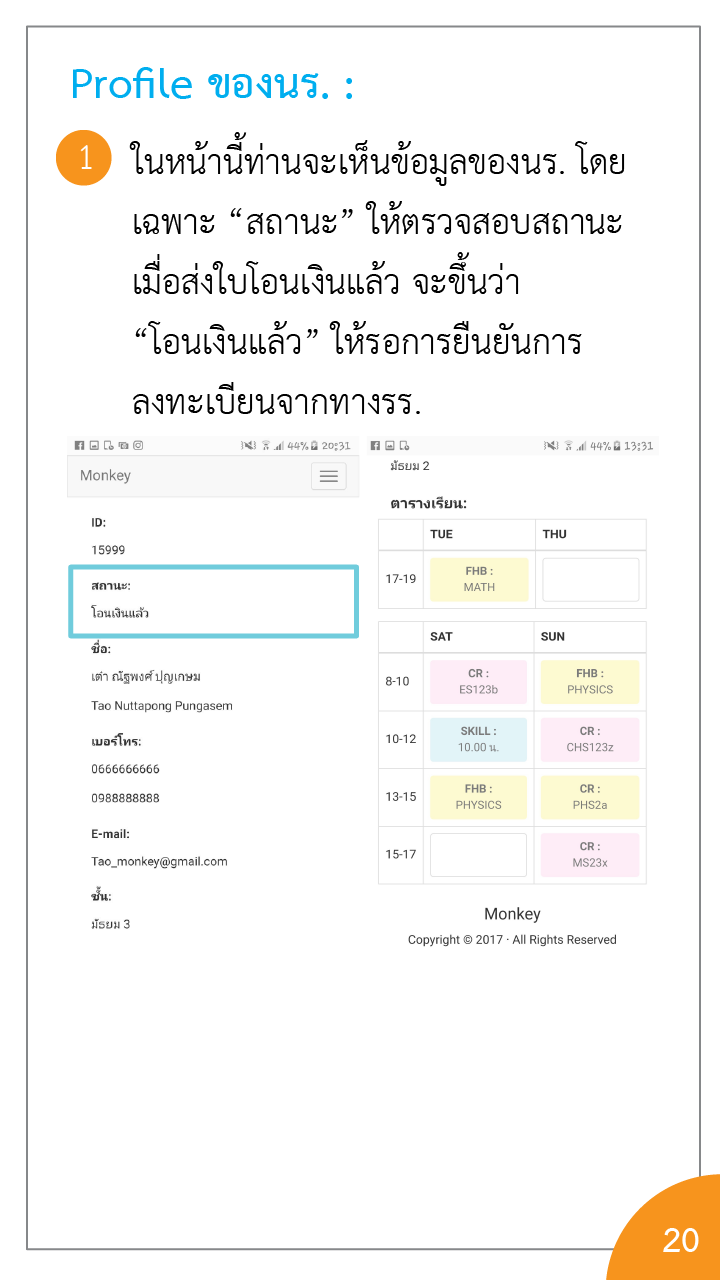 Profile ของนร. :
1
ในหน้านี้ท่านจะเห็นข้อมูลของนร. โดย
เฉพาะ “สถานะ” ให้ตรวจสอบสถานะ
เมื่อส่งใบโอนเงินแล้ว จะขึ้นว่า
“โอนเงินแล้ว” ให้รอการยืนยันการ
ลงทะเบียนจากทางรร.
44% 20:31
Monkey
ID:
15999
สถานะ:
โอนเงินแล้ว
ชื่อ:
เต๋า ณัฐพงศ์ ปุญเกษม
Tao Nuttapong Pungasem
เบอร์โทร:
0666666666
0988888888
E-mail:
Tao_monkey@gmail.com
ชั้น:
มัธยม 3
44% 13:31
มัธยม 2
ตารางเรียน:
TUE THU
17-19 FHB :
MATH
SAT SUN
8-10 CR : FHB :
ES123b PHYSICS
10-12 SKILL : CR :
10.00 น. CHS123z
13-15 FHB : CR :
PHYSICS PHS2a
15-17 CR :
MS23x
Monkey
Copyright © 2017 · All Rights Reserved
20